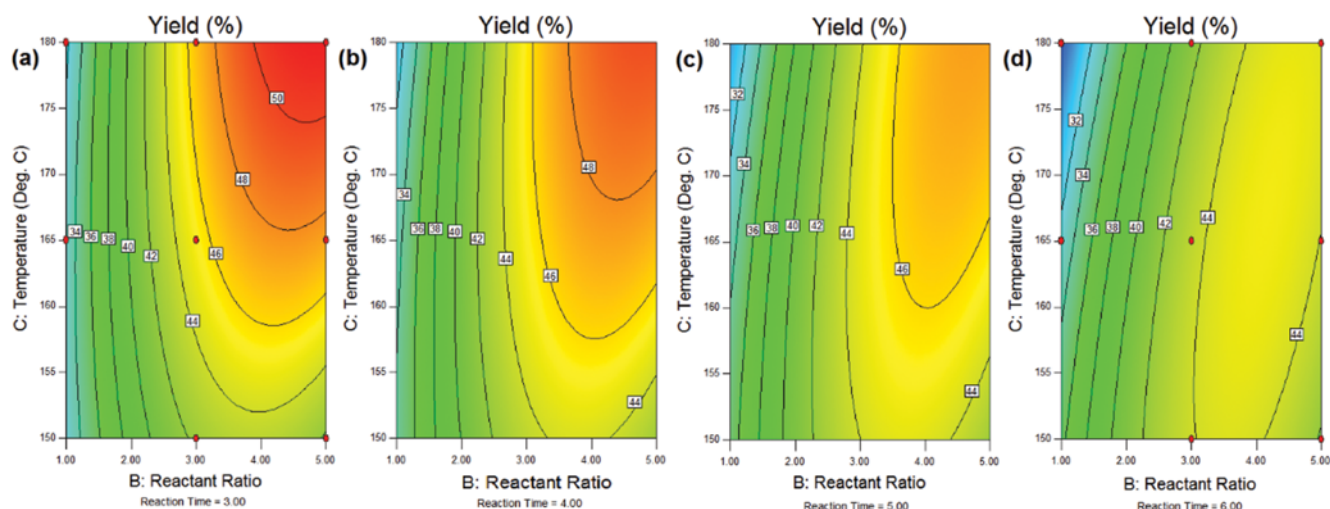 (a)
Yield (%)
C: Temperature (Deg. C)
180
175
170
165
160
155
150
50
48
46
44
42
40
38
36
34
1.00 2.00 3.00 4.00 5.00
B: Reactant Ratio
Reaction Time = 3.00
(b)
Yield (%)
C: Temperature (Deg. C)
180
175
170
165
160
155
150
48
34
36 38 40 42
44
46
44
1.00 2.00 3.00 4.00 5.00
B: Reactant Ratio
Reaction Time = 4.00
(c)
Yield (%)
C: Temperature (Deg. C)
180
175
170
165
160
155
150
32
34
36 38 40 42 44
46
44
1.00 2.00 3.00 4.00 5.00
B: Reactant Ratio
Reaction Time = 5.00
(d)
Yield (%)
C: Temperature (Deg. C)
180
175
170
165
160
155
150
32
34
36 38 40 42 44
44
1.00 2.00 3.00 4.00 5.00
B: Reactant Ratio
Reaction Time = 6.00